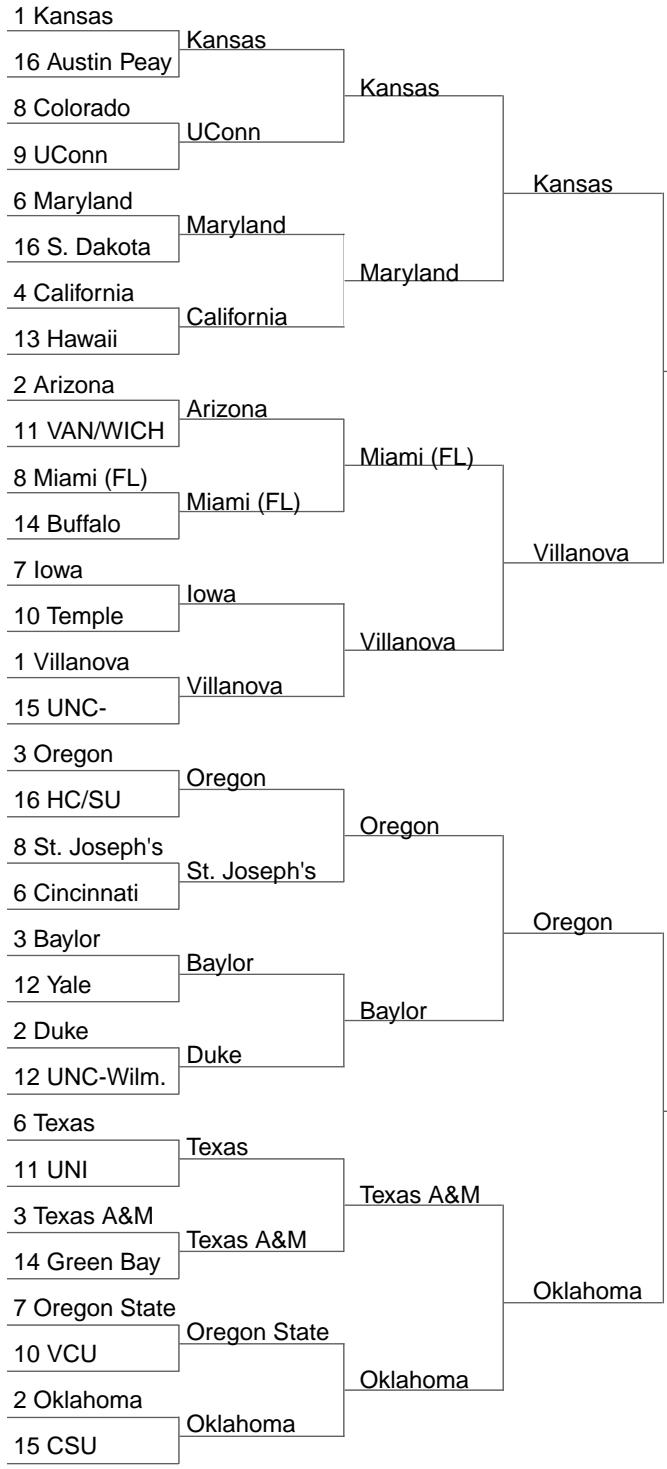 1 Kansas
16 Austin Peay
8 Colorado
9 UConn
6 Maryland
16 S. Dakota
4 California
13 Hawaii
2 Arizona
11 VAN/WICH
8 Miami (FL)
14 Buffalo
7 Iowa
10 Temple
1 Villanova
15 UNC-
3 Oregon
16 HC/SU
8 St. Joseph's
6 Cincinnati
3 Baylor
12 Yale
2 Duke
12 UNC-Wilm.
6 Texas
11 UNI
3 Texas A&M
14 Green Bay
7 Oregon State
10 VCU
2 Oklahoma
15 CSU
Kansas
UConn
Maryland
California
Arizona
Miami (FL)
Iowa
Villanova
Oregon
St. Joseph's
Baylor
Duke
Texas
Texas A&M
Oregon State
Oklahoma
Kansas
Maryland
Miami (FL)
Villanova
Oregon
Baylor
Texas A&M
Oklahoma
Kansas
Villanova
Oregon
Oklahoma